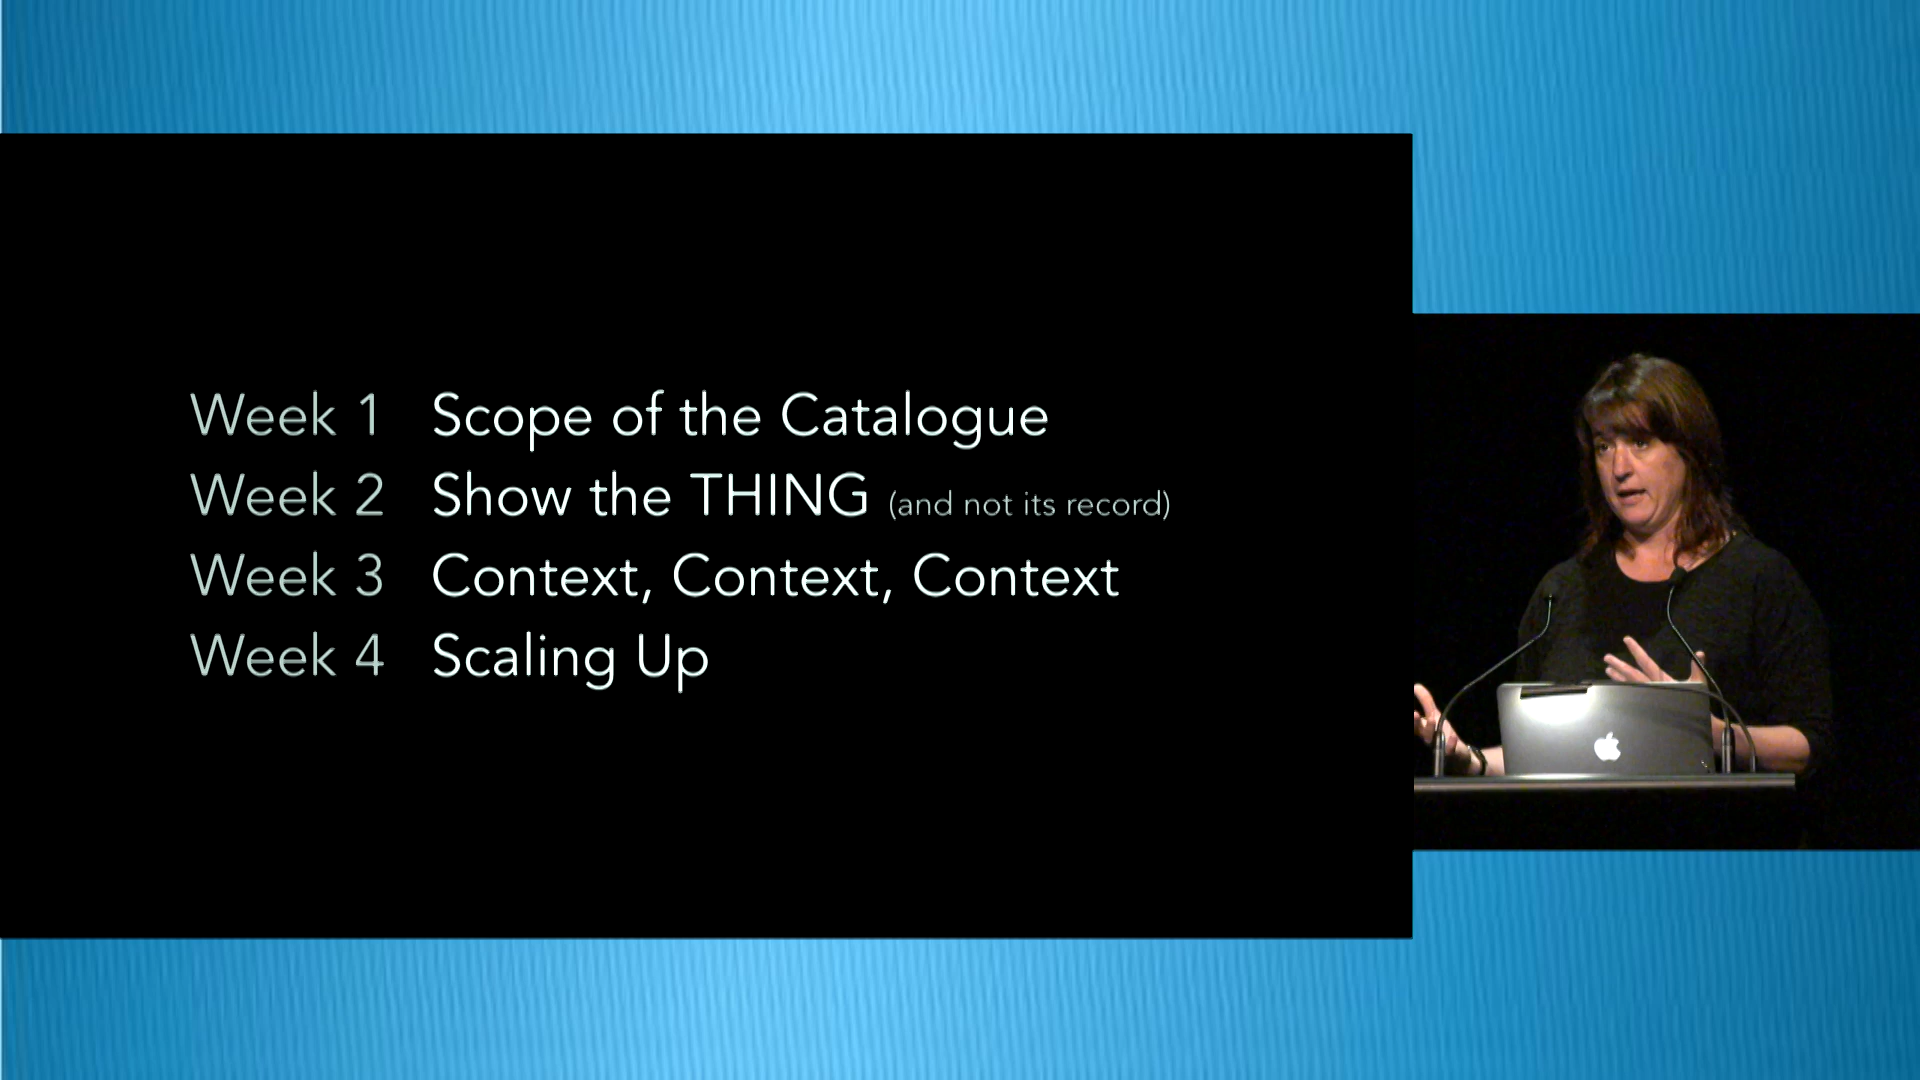 Week 1 Scope of the Catalogue
Week 2 Show the THING (and not its record)
Week 3 Context, Context, Context
Week 4 Scaling Up